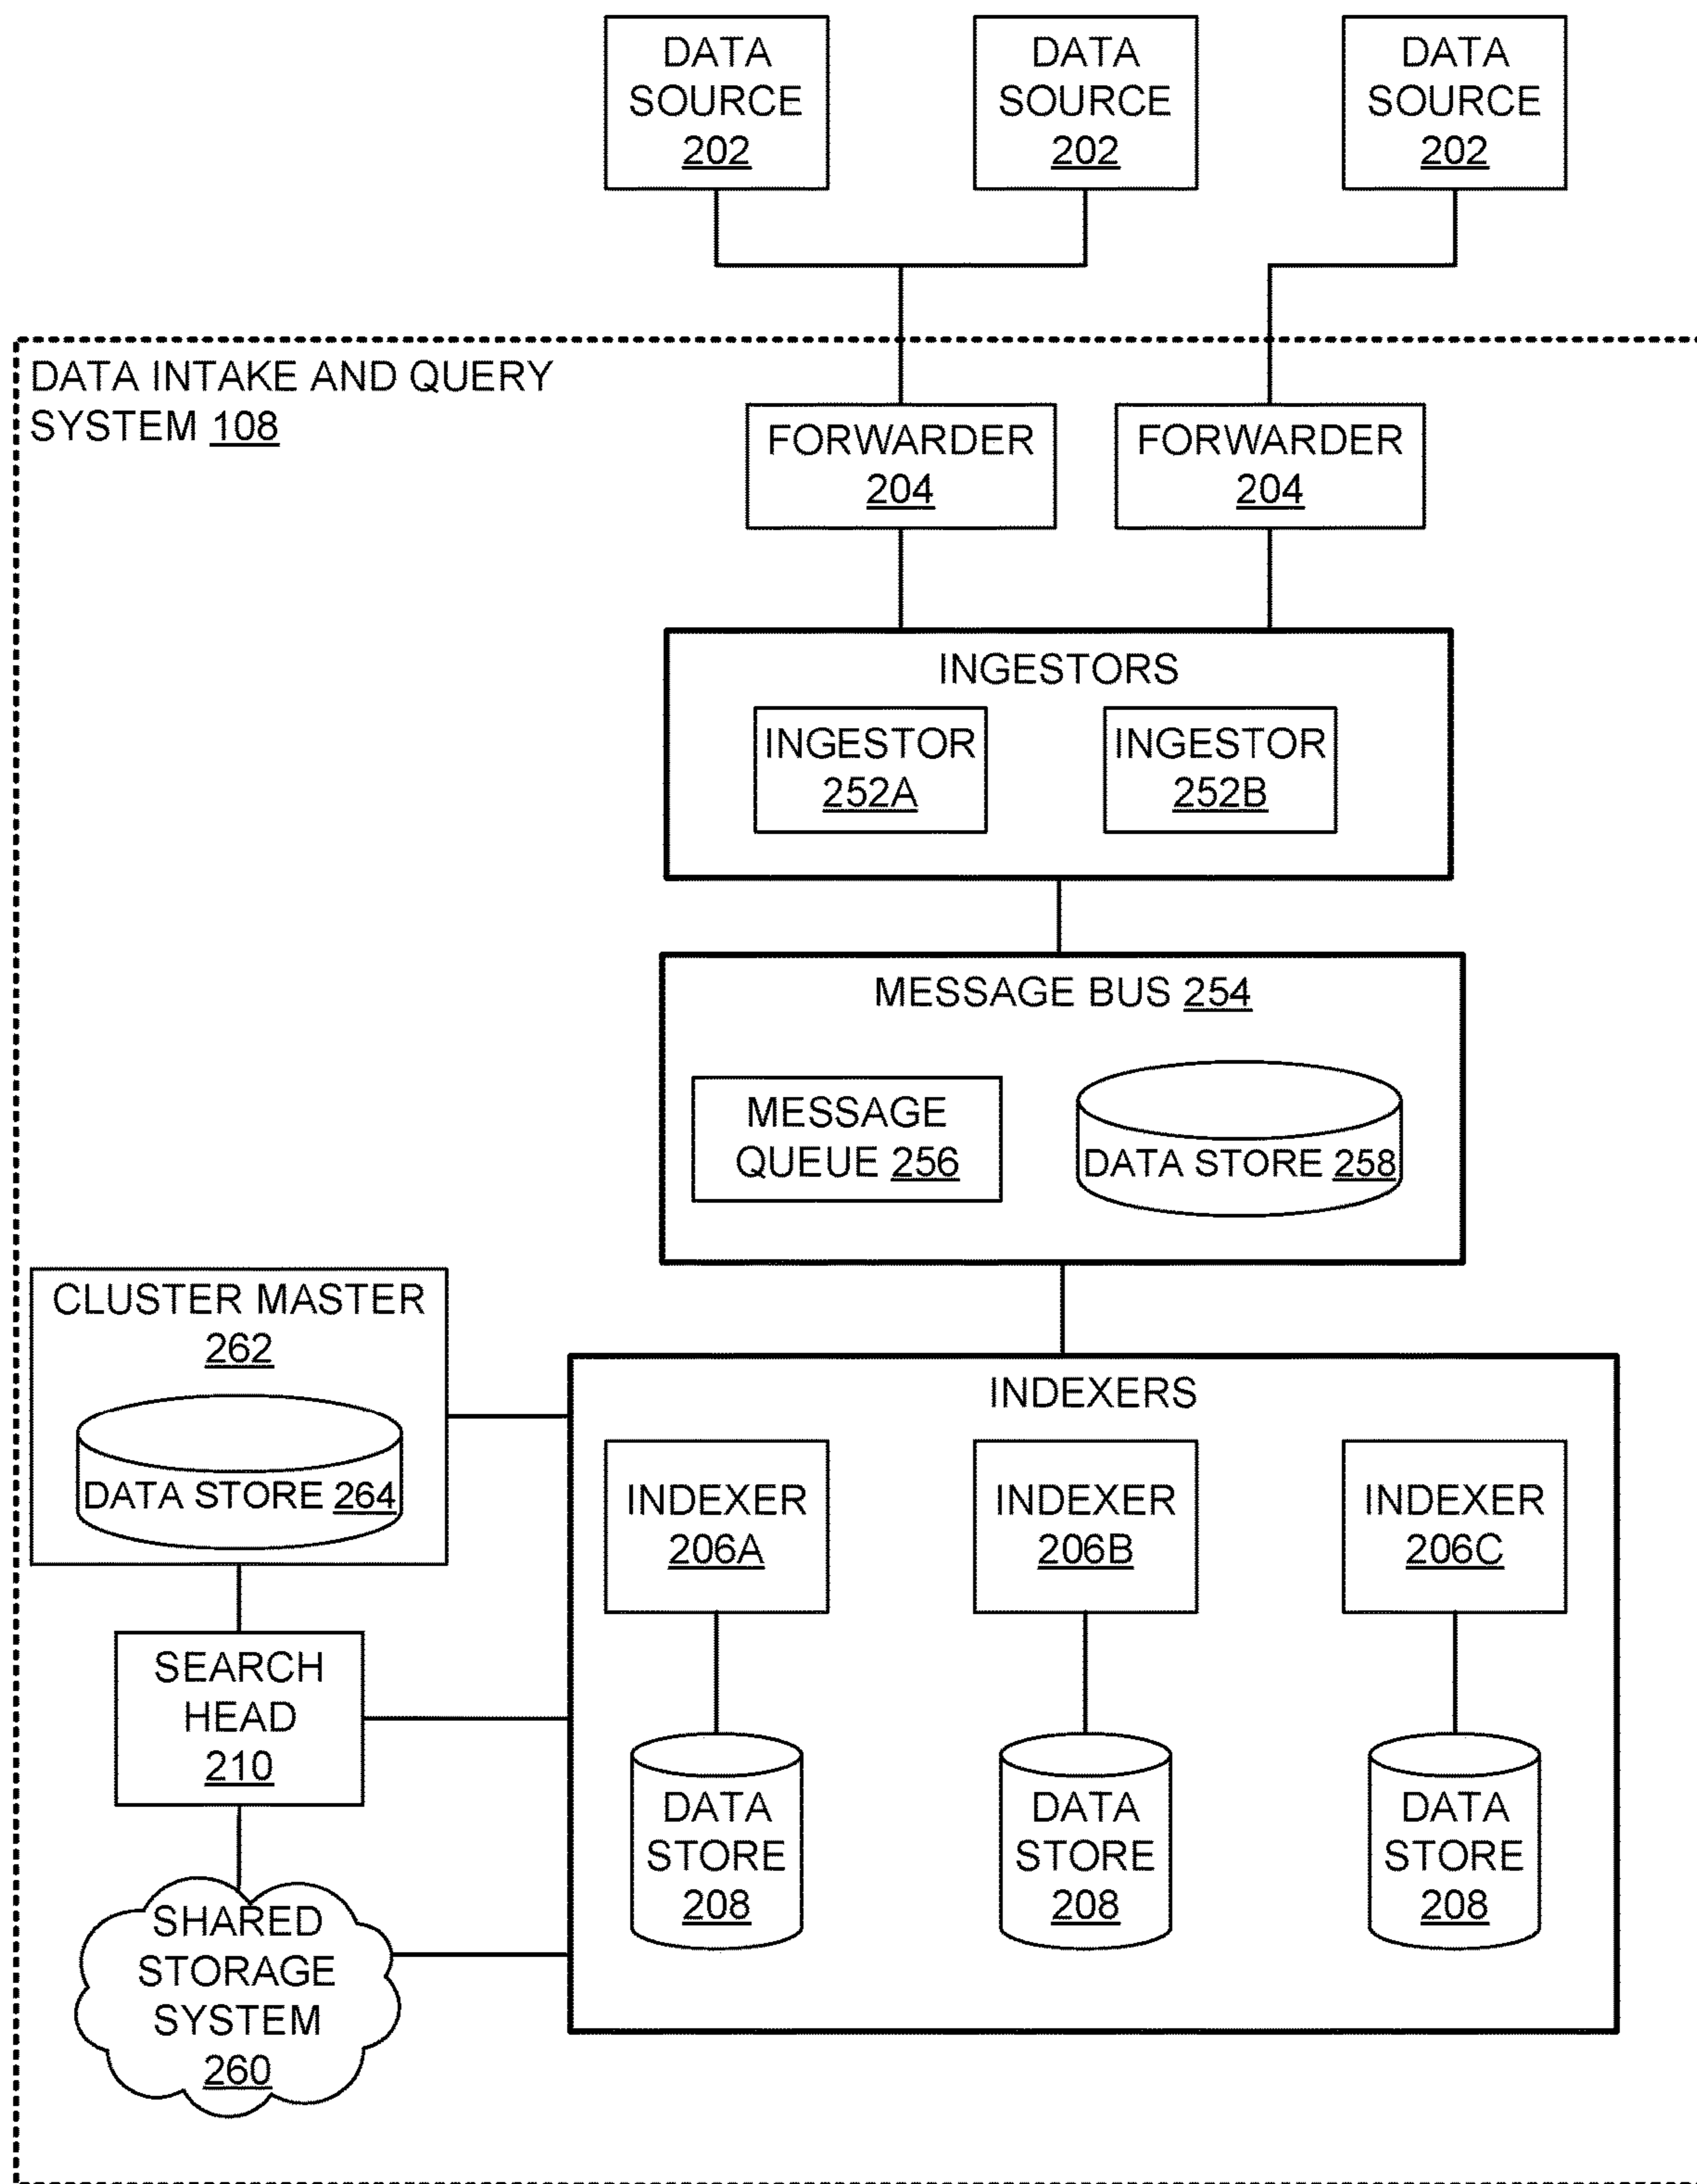 DATA
SOURCE
202
DATA
SOURCE
202
DATA
SOURCE
202
DATA INTAKE AND QUERY
SYSTEM 108
FORWARDER
204
FORWARDER
204
INGESTORS
INGESTOR
252A
INGESTOR
252B
MESSAGE BUS 254
MESSAGE
QUEUE 256
DATA STORE 258
CLUSTER MASTER
262
DATA STORE 264
INDEXERS
INDEXER
206A
INDEXER
206B
INDEXER
206C
SEARCH
HEAD
210
DATA
STORE
208
DATA
STORE
208
DATA
STORE
208
SHARED
STORAGE
SYSTEM
260